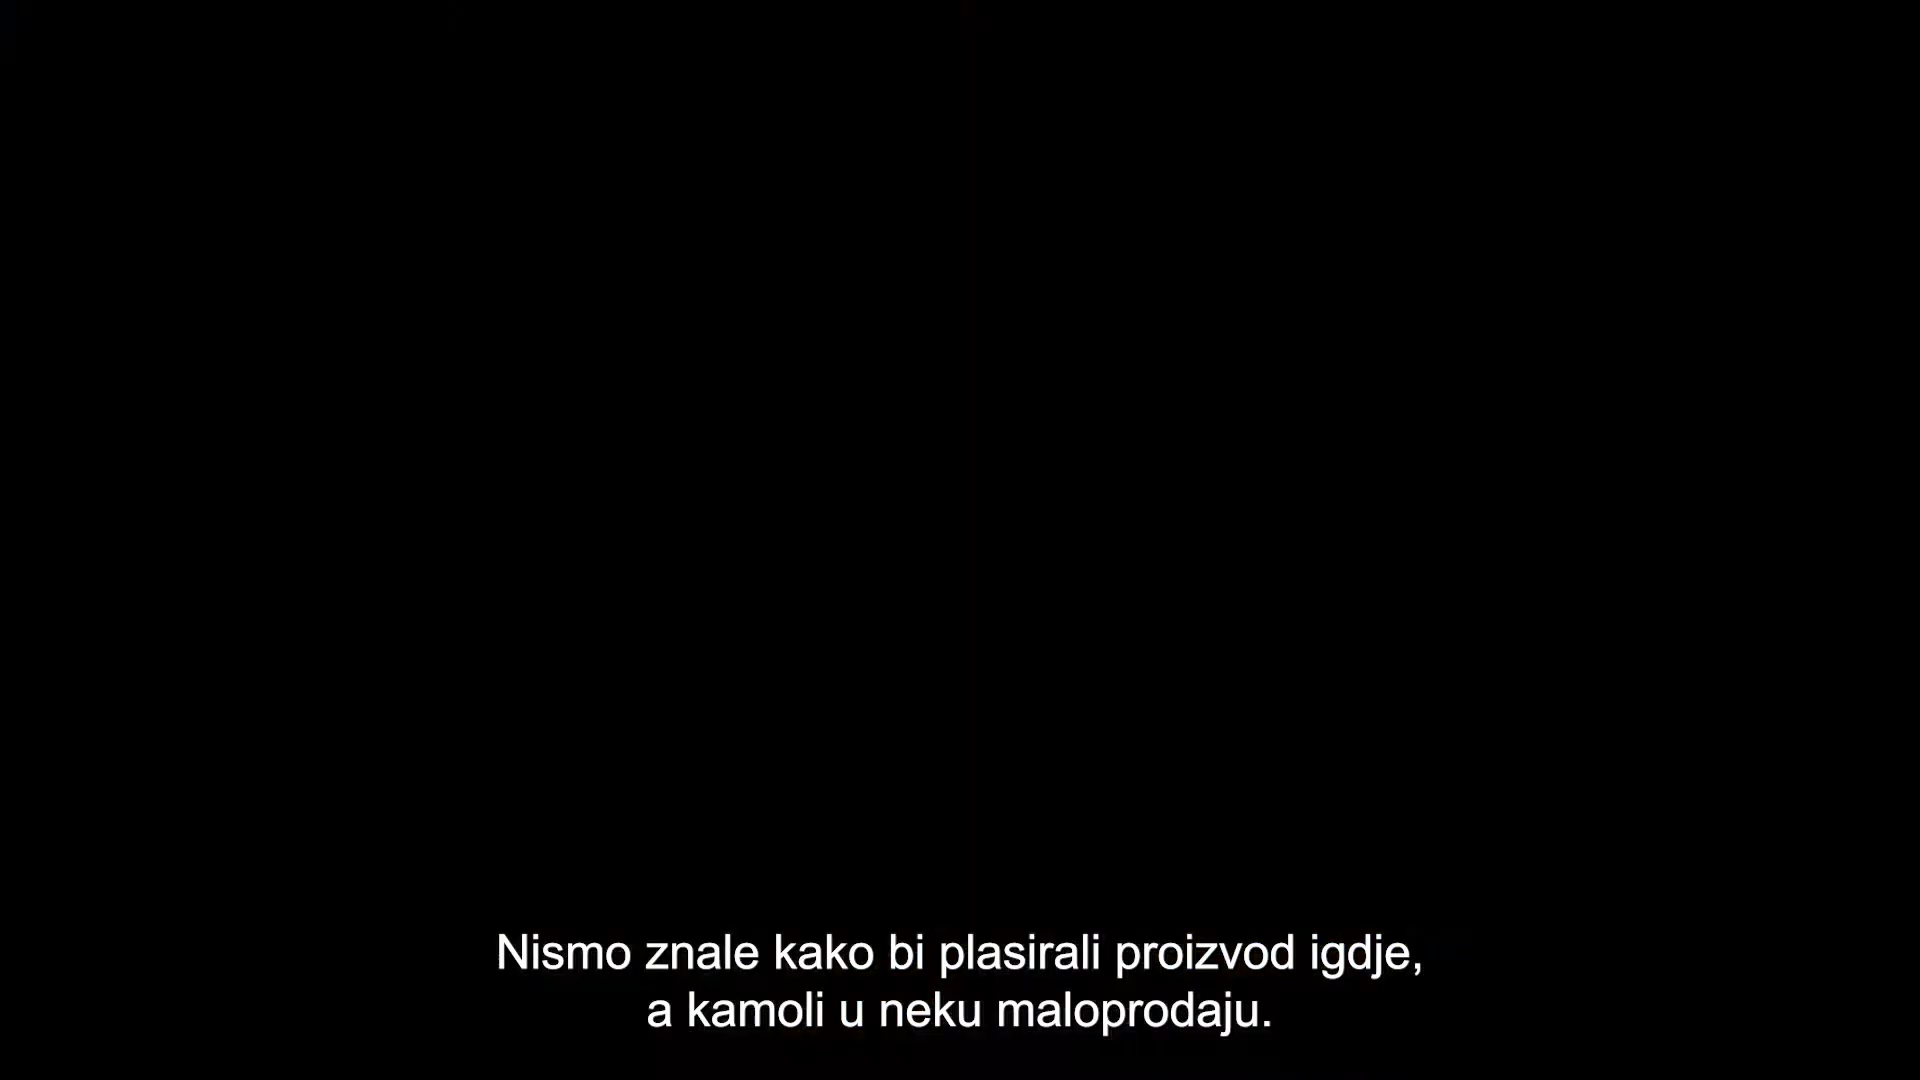 Nismo znale kako bi plasirali proizvod igdje,
a kamoli u neku maloprodaju.